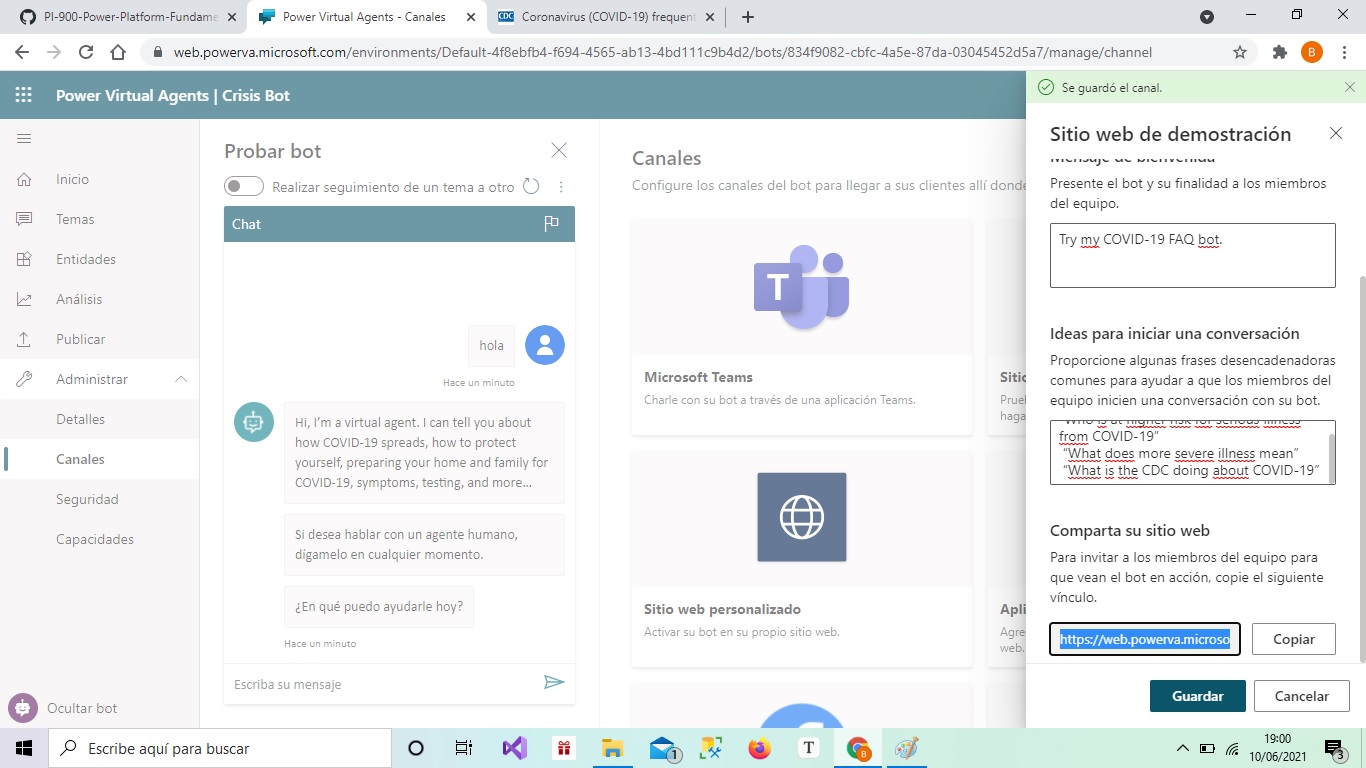 PI-900-Power-Platform-Fundame
Power Virtual Agents - Canales
CDC
Coronavirus (COVID-19) frequent
web.powerva.microsoft.com/environments/Default-4f8ebfb4-f694-4565-ab13-4bd111c9b4d2/bots/834f9082-cbfc-4a5e-87da-03045452d5a7/manage/channel
B
Power Virtual Agents | Crisis Bot
Inicio
Temas
Entidades
Análisis
Publicar
Administrar
Detalles
Canales
Seguridad
Capacidades
Ocultar bot
Probar bot
Realizar seguimiento de un tema a otro
Chat
hola
Hace un minuto
Hi, I'm a virtual agent. I can tell you about
how COVID-19 spreads, how to protect
yourself, preparing your home and family for
COVID-19, symptoms, testing, and more...
Si desea hablar con un agente humano,
dígamelo en cualquier momento.
¿En qué puedo ayudarle hoy?
Hace un minuto
Escriba su mensaje
Canales
Configure los canales del bot para llegar a sus clientes allí donde
T
Microsoft Teams
Charle con su bot a través de una aplicación Teams.
Sitio web personalizado
Activar su bot en su propio sitio web.
Sitic
Prue
haga
Apli
Agre
web.
Se guardó el canal.
Sitio web de demostración
Mensaje de bienvenida
Presente el bot y su finalidad a los miembros
del equipo.
Try my COVID-19 FAQ bot.
Ideas para iniciar una conversación
Proporcione algunas frases desencadenadoras
comunes para ayudar a que los miembros del
equipo inicien una conversación con su bot.
"Who is at higher risk for serious illness
from COVID-19"
"What does more severe illness mean"
"What is the CDC doing about COVID-19"
Comparta su sitio web
Para invitar a los miembros del equipo para
que vean el bot en acción, copie el siguiente
vínculo.
https://web.powerva.microso
Copiar
Guardar
Cancelar
Escribe aquí para buscar
1
T
B
19:00
10/06/2021
3